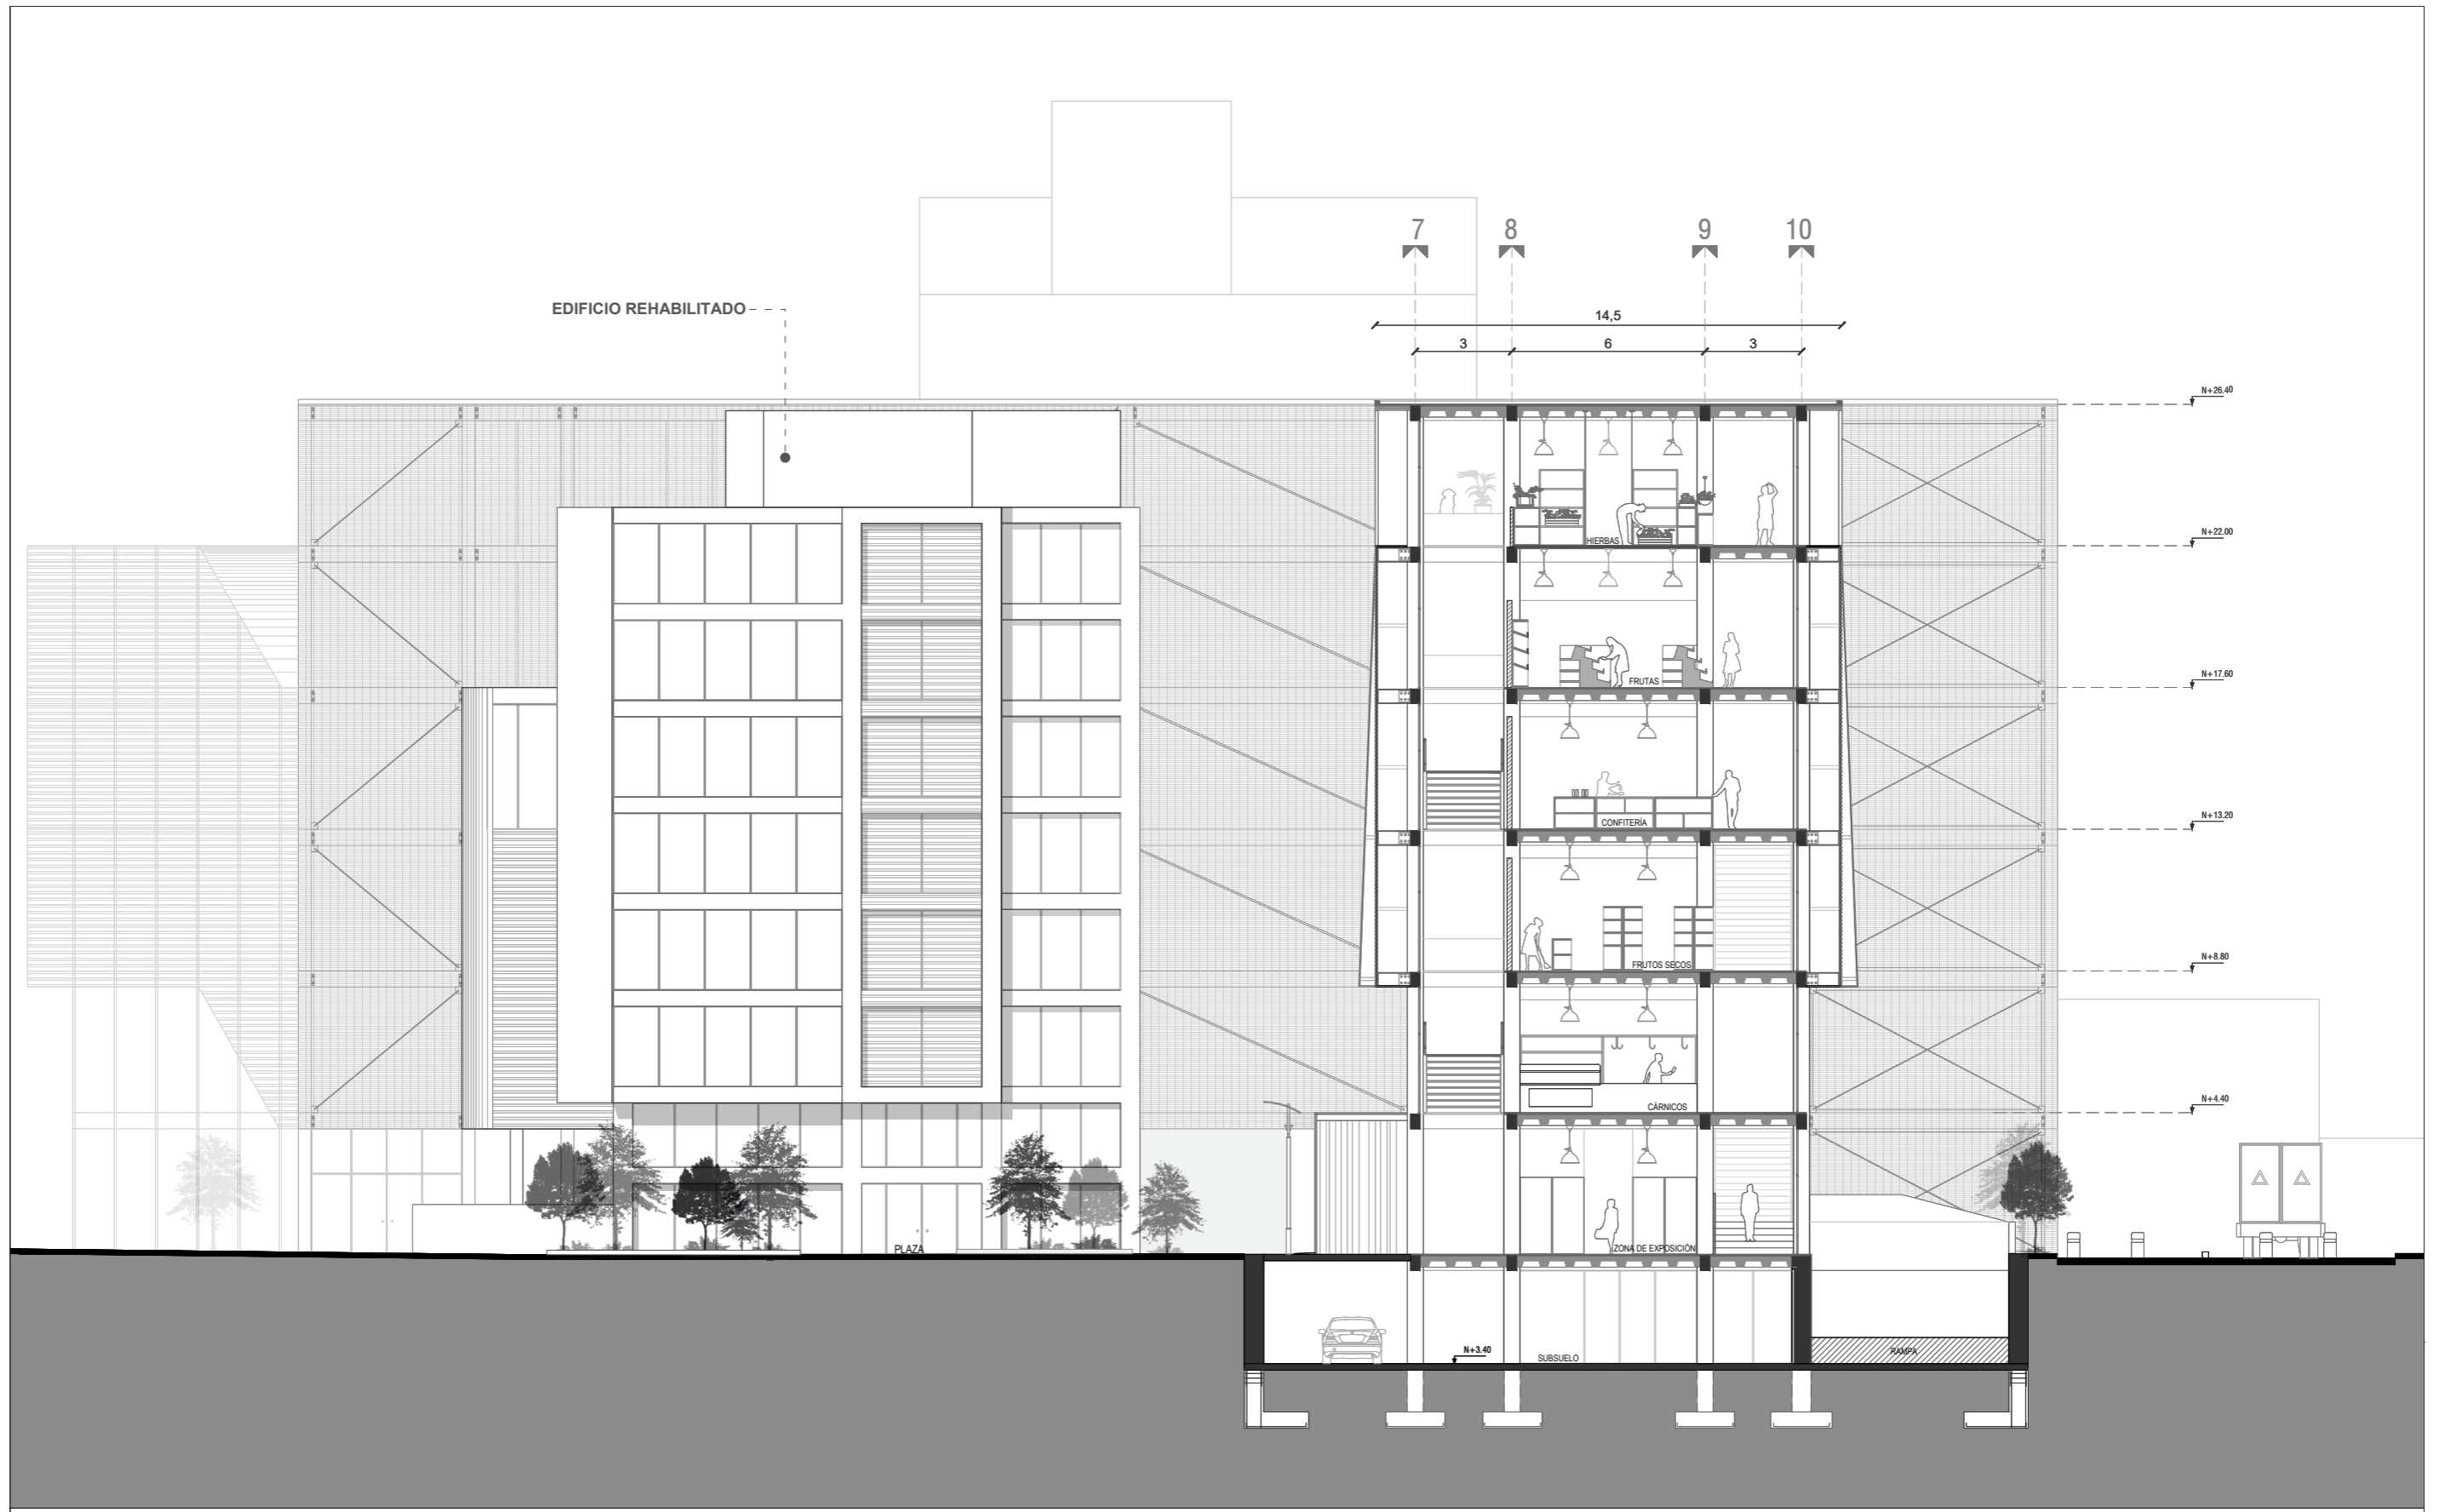 7 8 9 10
EDIFICIO REHABILITADO
14,5
3 6 3
N+26.40
HIERBAS
N+22.00
FRUTAS
N+17.60
CONFITERÍA
N+13.20
FRUTOS SECOS
N+8.80
CÁRNICOS
N+4.40
PLAZA
ZONA DE EXPOSICIÓN
N+3.40
SUBSUELO
RAMPA